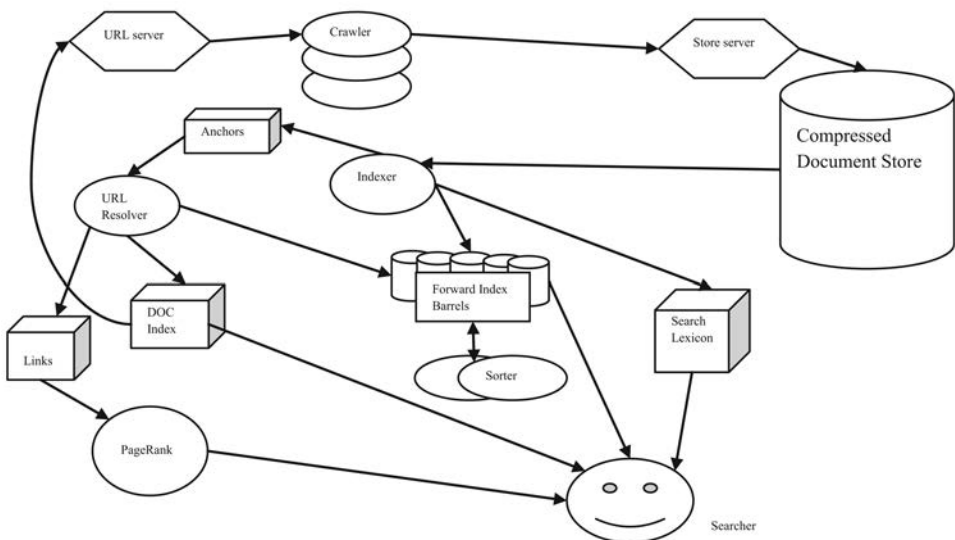 URL server
Crawler
Store server
Compressed
Document Store
Anchors
Indexer
URL
Resolver
Forward Index
Barrels
DOC
Index
Search
Lexicon
Links
Sorter
PageRank
Searcher